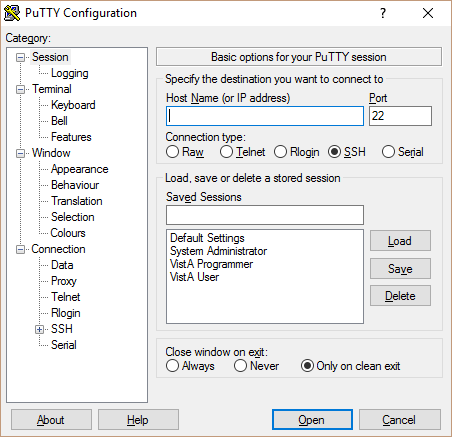 PuTTY Configuration
Category:
Session
Logging
Terminal
Keyboard
Bell
Features
Window
Appearance
Behaviour
Translation
Selection
Colours
Connection
Data
Proxy
Telnet
Rlogin
SSH
Serial
Basic options for your PuTTY session
Specify the destination you want to connect to
Host Name (or IP address) Port
22
Connection type:
Raw Telnet Rlogin SSH Serial
Load, save or delete a stored session
Saved Sessions
Default Settings
System Administrator
VistA Programmer
VistA User
Load
Save
Delete
Close window on exit:
Always Never Only on clean exit
About Help Open Cancel